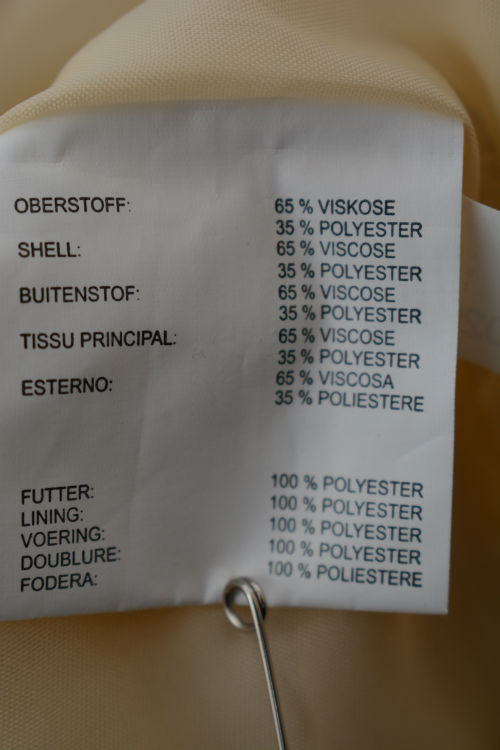 OBERSTOFF: 65 % VISKOSE
35 % POLYESTER
SHELL: 65 % VISCOSE
35 % POLYESTER
BUITENSTOF: 65 % VISCOSE
35 % POLYESTER
TISSU PRINCIPAL: 65 % VISCOSE
35 % POLYESTER
ESTERNO: 65 % VISCOSA
35 % POLIESTERE
FUTTER: 100 % POLYESTER
LINING: 100 % POLYESTER
VOERING: 100 % POLYESTER
DOUBLURE: 100 % POLYESTER
FODERA: 100 % POLIESTERE